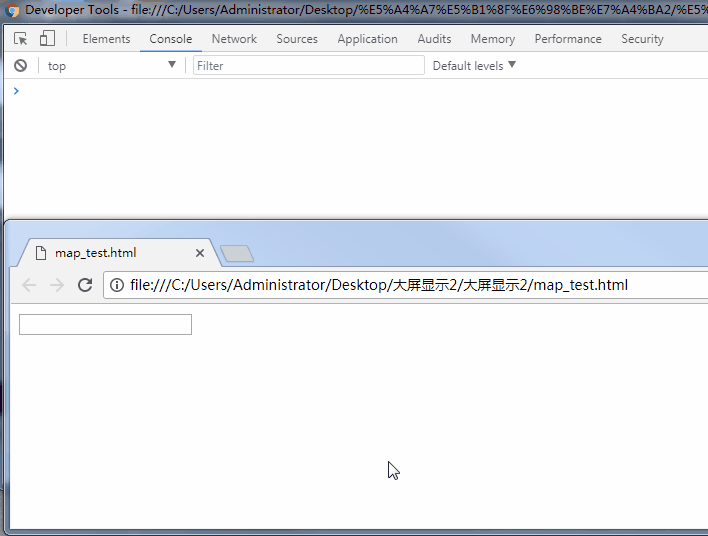 Developer Tools - file:///C:/Users/Administrator/Desktop/%E5%A4%A7%E5%B1%8F%E6%98%BE%E7%A4%BA2/%E5%
Elements Console Network Sources Application Audits Memory Performance Security
top Filter Default levels
map_test.html
file:///C:/Users/Administrator/Desktop/大屏显示2/大屏显示2/map_test.html